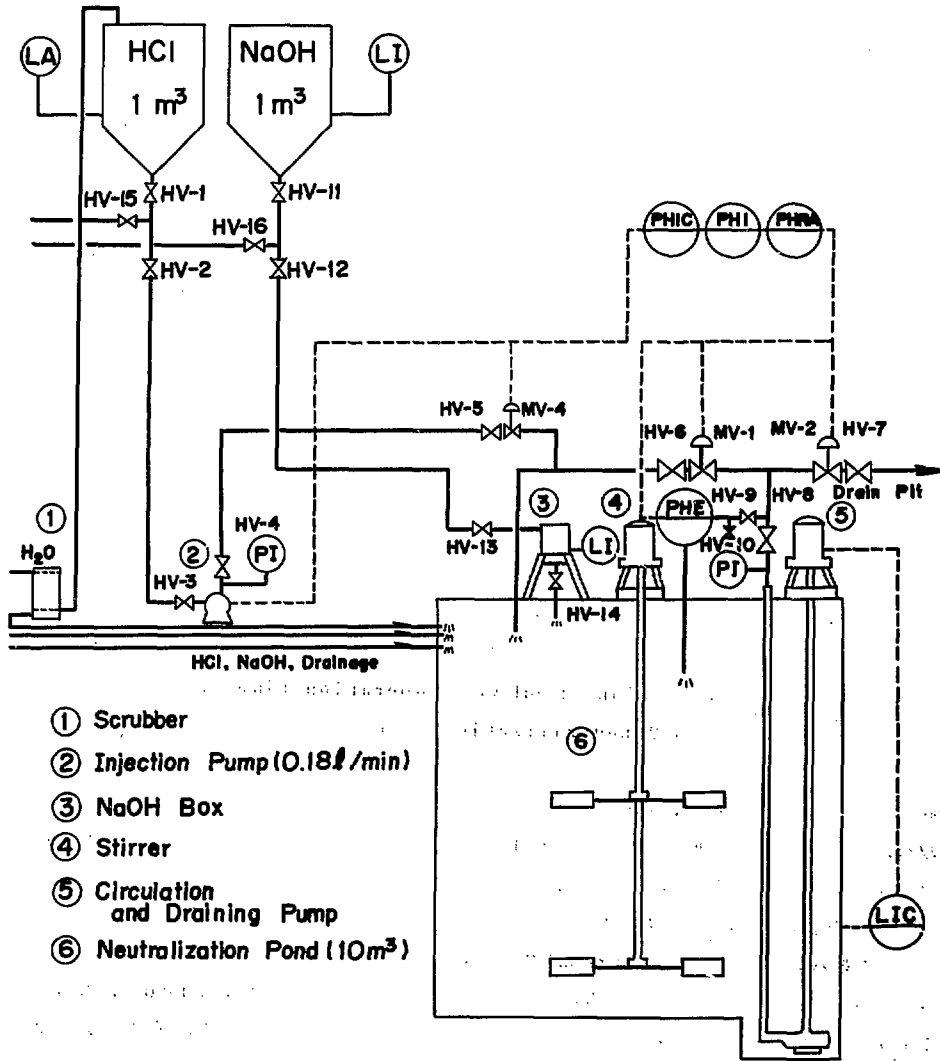 LA
HCl
1 m³
NaOH
1 m³
LI
HV-15
HV-1
HV-11
HV-16
HV-2
HV-12
PHIC
PHI
PHRA
HV-5
MV-4
HV-6
MV-1
MV-2
HV-7
Drain Pit
①
H₂O
②
HV-4
PI
HV-3
HV-13
③
LI
HV-14
④
PHE
HV-9
HV-8
HV-10
PI
⑤
HCl, NaOH, Drainage
① Scrubber
② Injection Pump (0.18ℓ/min)
③ NaOH Box
④ Stirrer
⑤ Circulation
and Draining Pump
⑥ Neutralization Pond (10m³)
⑥
LIC